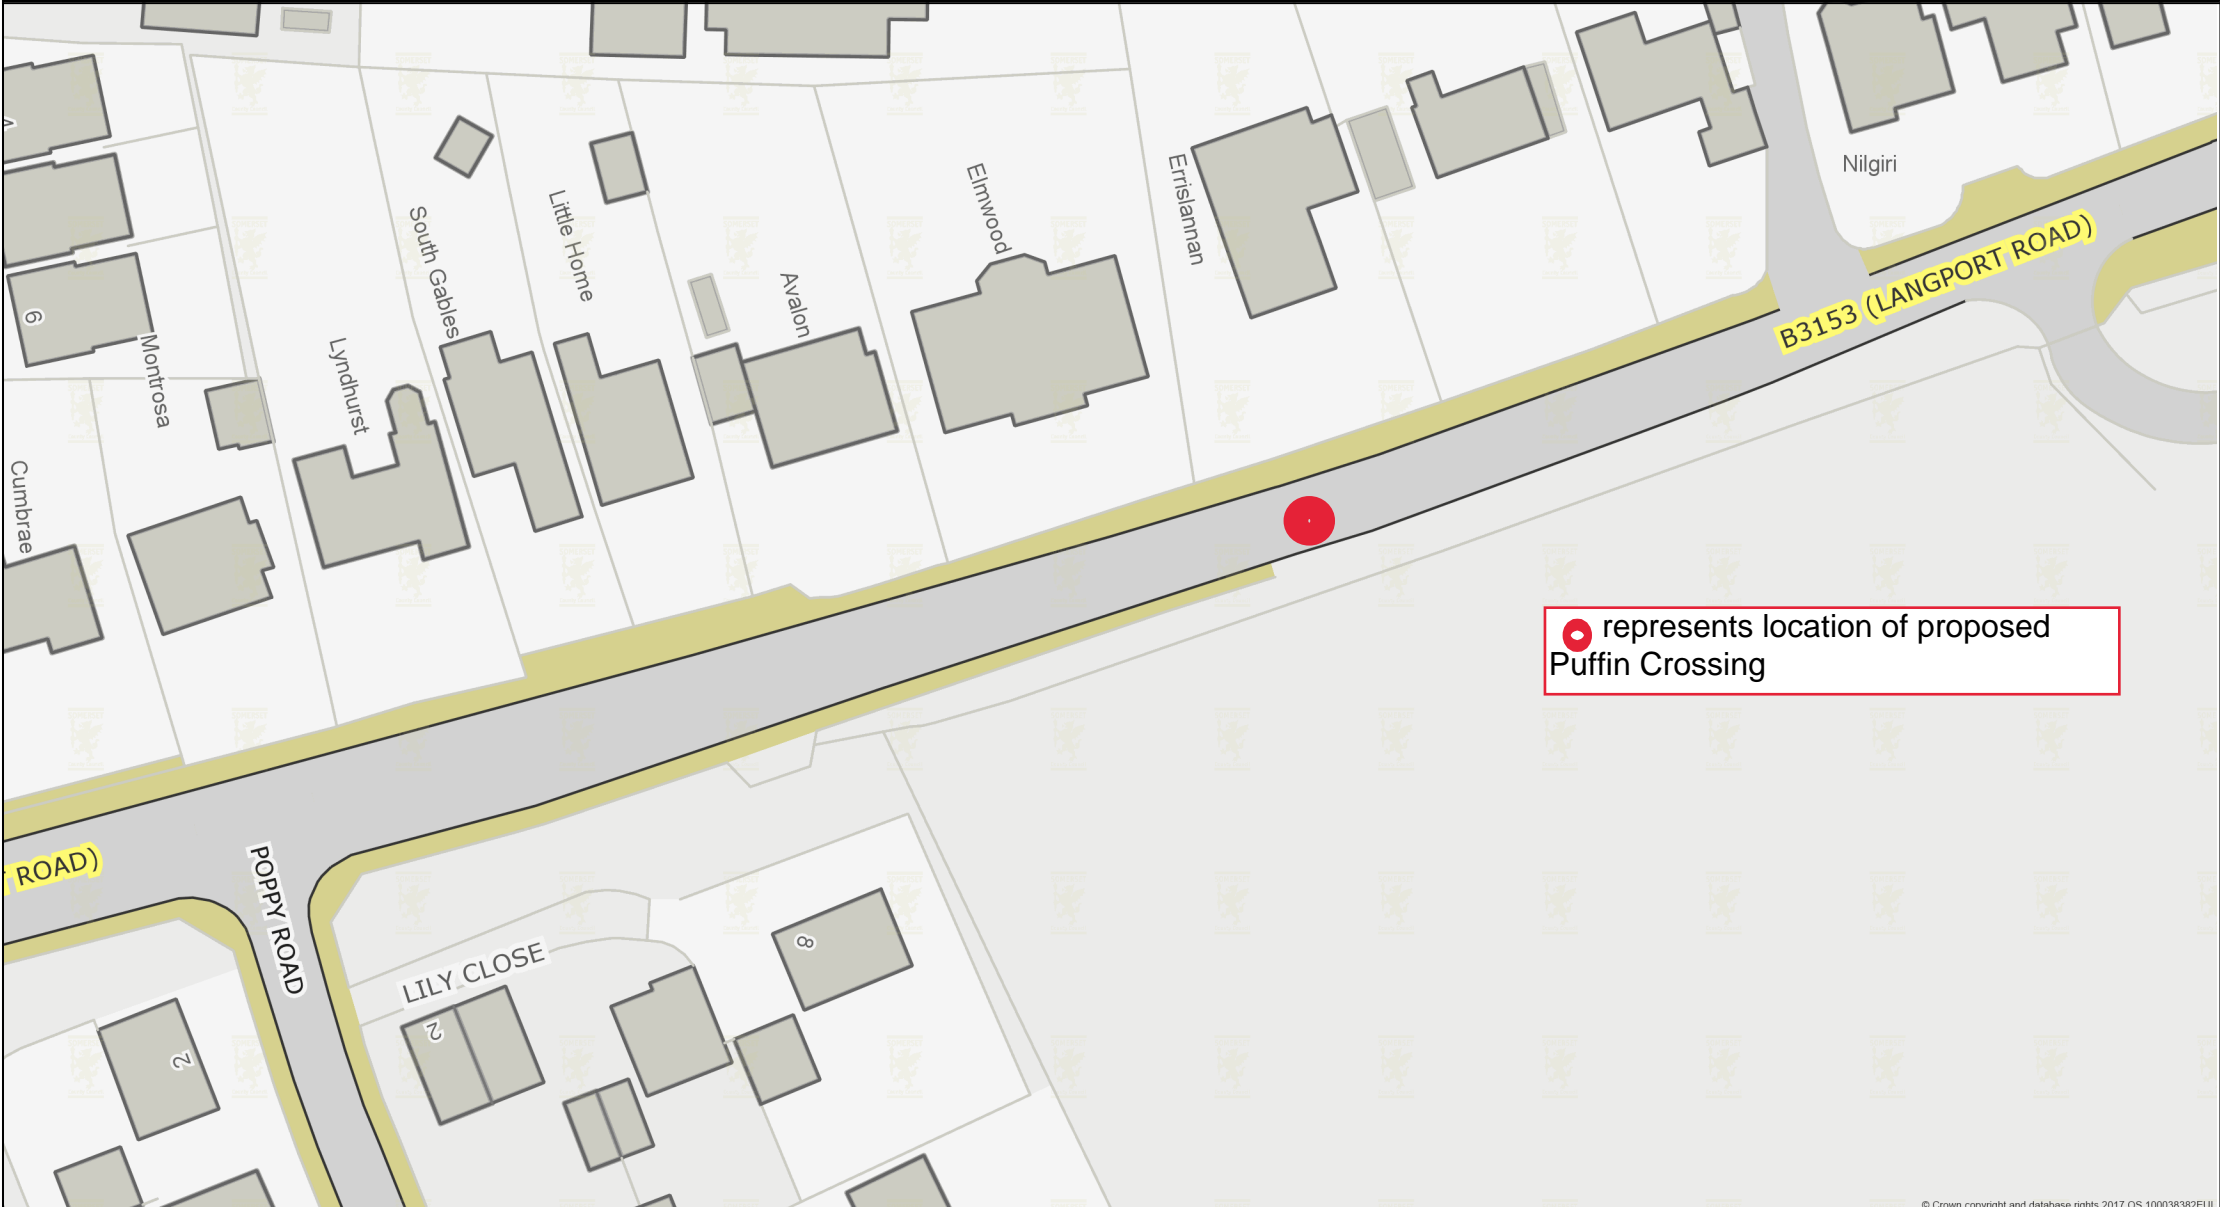 Nilgiri
B3153 (LANGPORT ROAD)
Errislannan
Elmwood
Avalon
Little Home
South Gables
Lyndhurst
Montrosa
Cumbrae
6
represents location of proposed
Puffin Crossing
ROAD)
POPPY ROAD
LILY CLOSE
8
2
2
© Crown copyright and database rights 2017 OS 100038382EUL